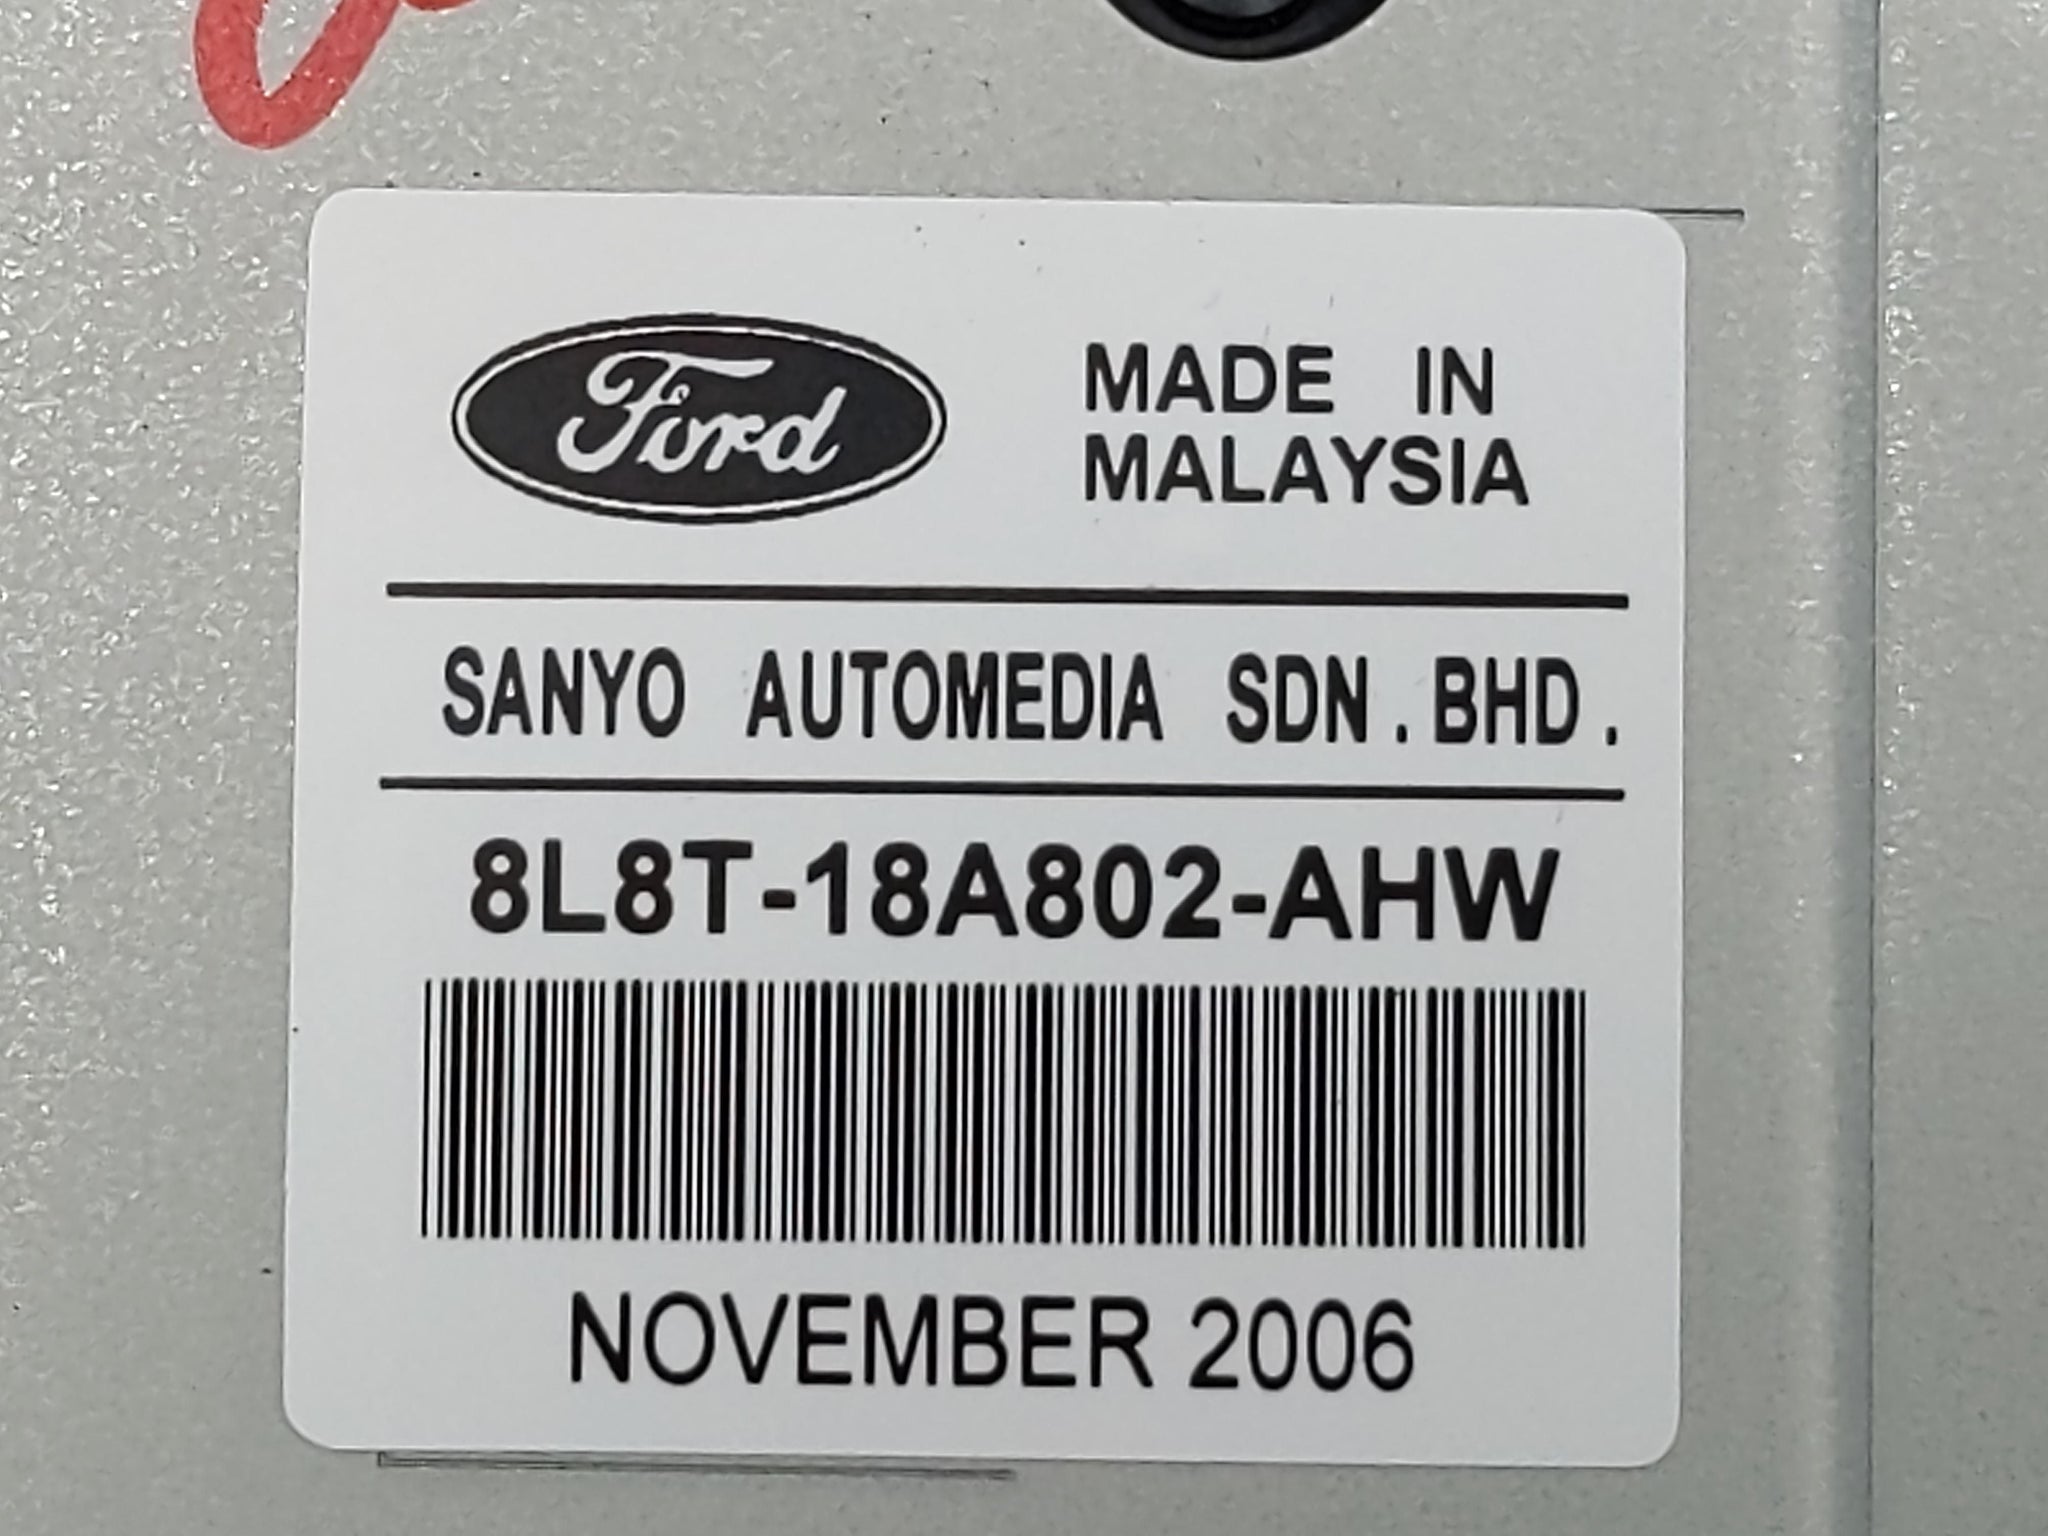 Ford
MADE IN
MALAYSIA
SANYO AUTOMEDIA SDN. BHD.
8L8T-18A802-AHW
NOVEMBER 2006